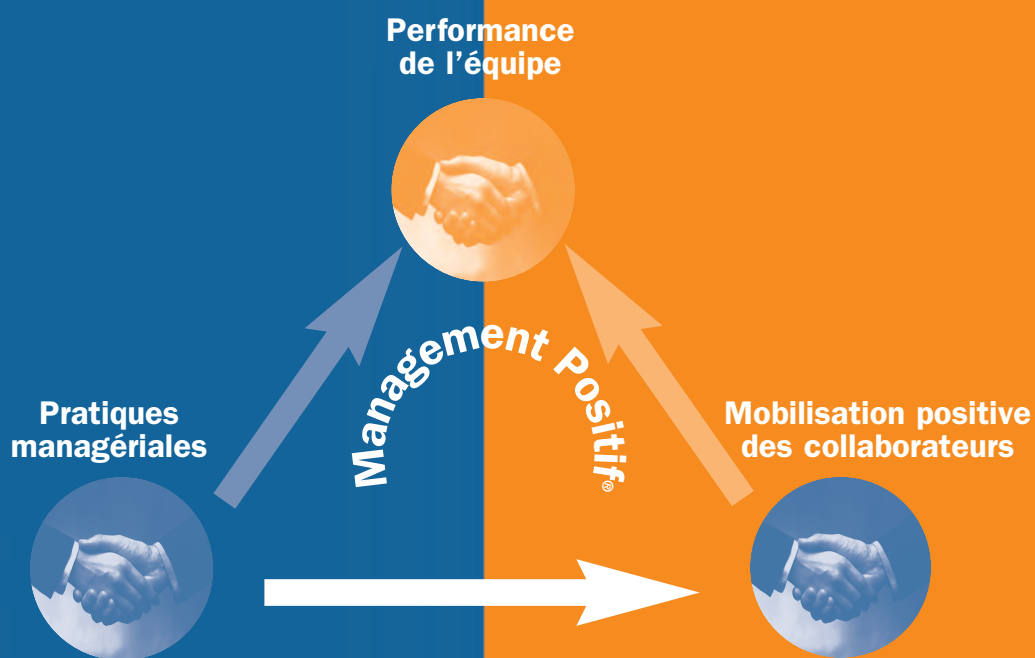 Performance
de l'équipe
Management Positif®
Pratiques
managériales
Mobilisation positive
des collaborateurs